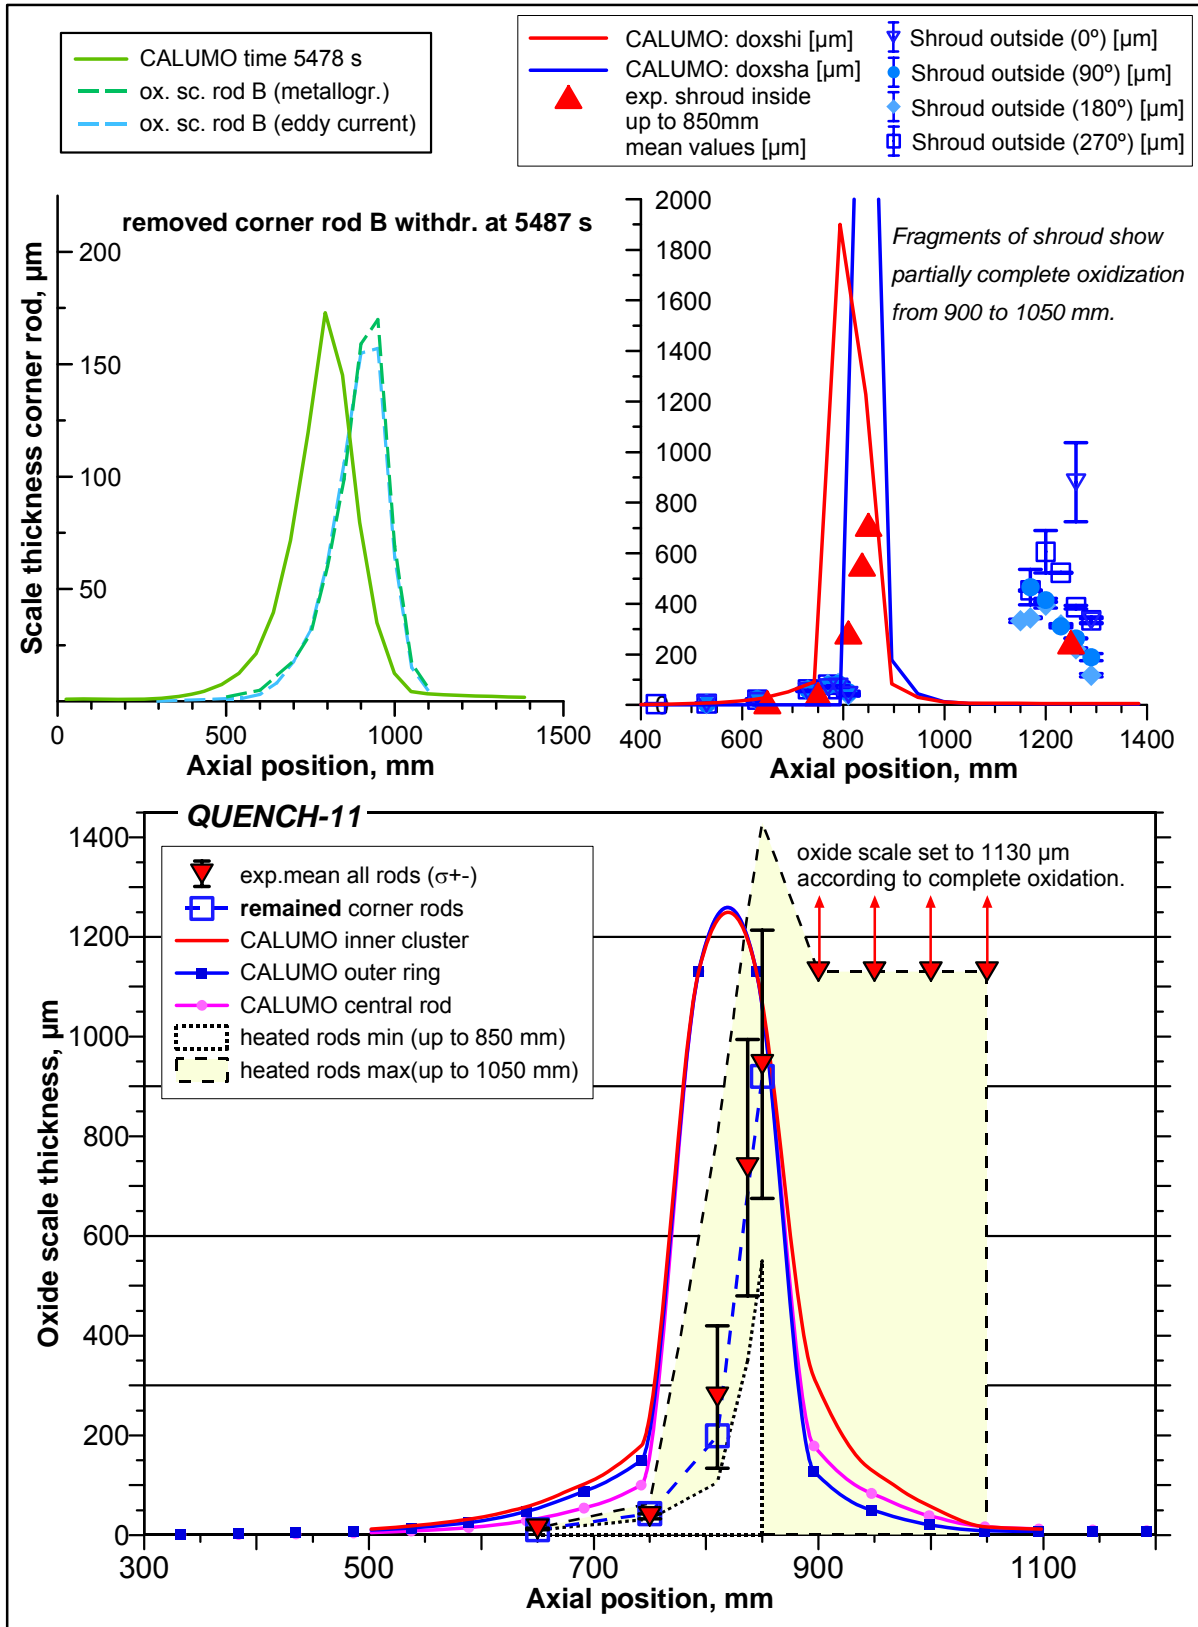 CALUMO time 5478 s
ox. sc. rod B (metallogr.)
ox. sc. rod B (eddy current)
CALUMO: doxshi [µm]
CALUMO: doxsha [µm]
exp. shroud inside
up to 850mm
mean values [µm]
Shroud outside (0º) [µm]
Shroud outside (90º) [µm]
Shroud outside (180º) [µm]
Shroud outside (270º) [µm]
removed corner rod B withdr. at 5487 s
Scale thickness corner rod, µm
200
150
100
50
0 500 1000 1500
Axial position, mm
2000
1800
1600
1400
1200
1000
800
600
400
200
Fragments of shroud show
partially complete oxidization
from 900 to 1050 mm.
400 600 800 1000 1200 1400
Axial position, mm
QUENCH-11
Oxide scale thickness, µm
1400
1200
1000
800
600
400
200
0
exp.mean all rods (σ+-)
remained corner rods
CALUMO inner cluster
CALUMO outer ring
CALUMO central rod
heated rods min (up to 850 mm)
heated rods max(up to 1050 mm)
oxide scale set to 1130 µm
according to complete oxidation.
300 500 700 900 1100
Axial position, mm